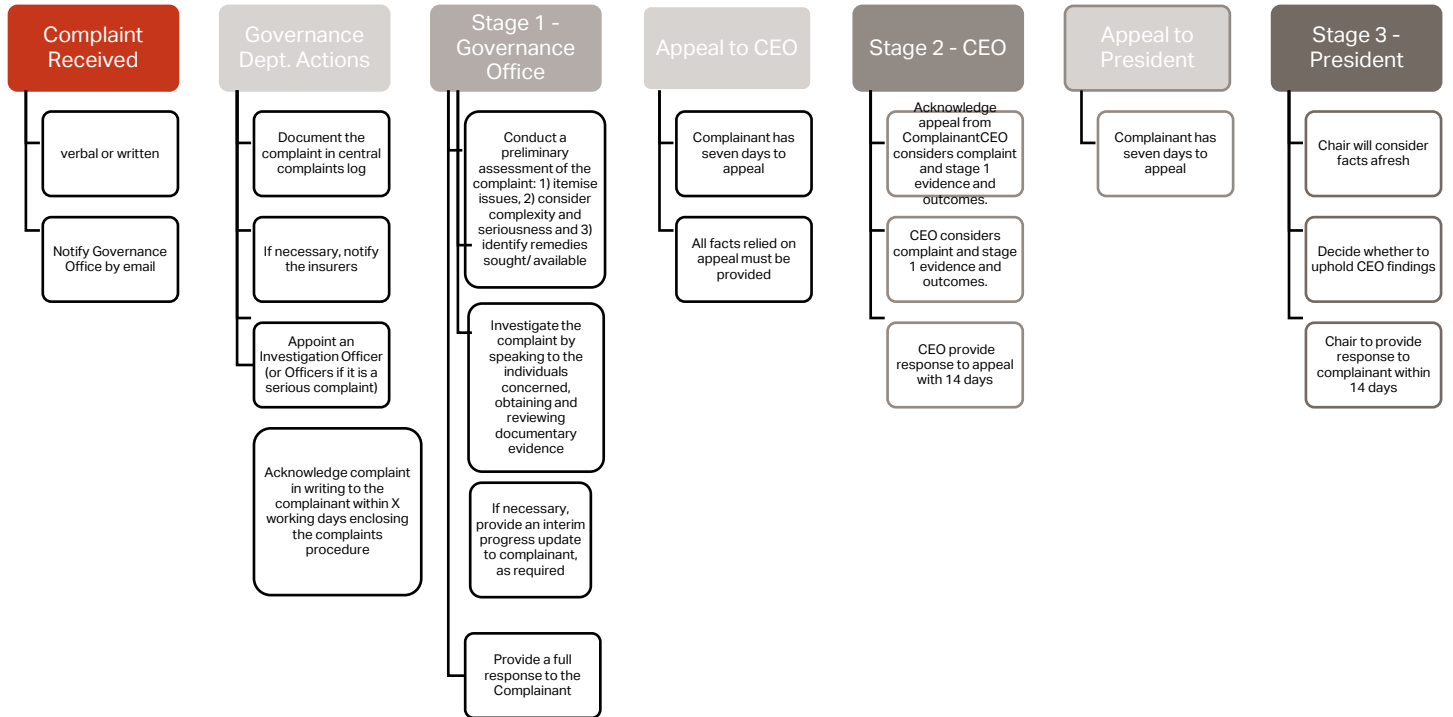 Complaint
Received
verbal or written
Notify Governance
Office by email
Governance
Dept. Actions
Document the
complaint in central
complaints log
If necessary, notify
the insurers
Appoint an
Investigation Officer
(or Officers if it is a
serious complaint)
Acknowledge complaint
in writing to the
complainant within X
working days enclosing
the complaints
procedure
Stage 1 -
Governance
Office
Conduct a
preliminary
assessment of the
complaint: 1) itemise
issues, 2) consider
complexity and
seriousness and 3)
identify remedies
sought/ available
Investigate the
complaint by
speaking to the
individuals
concerned,
obtaining and
reviewing
documentary
evidence
If necessary,
provide an interim
progress update
to complainant,
as required
Provide a full
response to the
Complainant
Appeal to CEO
Complainant has
seven days to
appeal
All facts relied on
appeal must be
provided
Stage 2 - CEO
Acknowledge
appeal from
ComplainantCEO
considers complaint
and stage 1
evidence and
outcomes.
CEO considers
complaint and stage
1 evidence and
outcomes.
CEO provide
response to appeal
with 14 days
Appeal to
President
Complainant has
seven days to
appeal
Stage 3 -
President
Chair will consider
facts afresh
Decide whether to
uphold CEO findings
Chair to provide
response to
complainant within
14 days